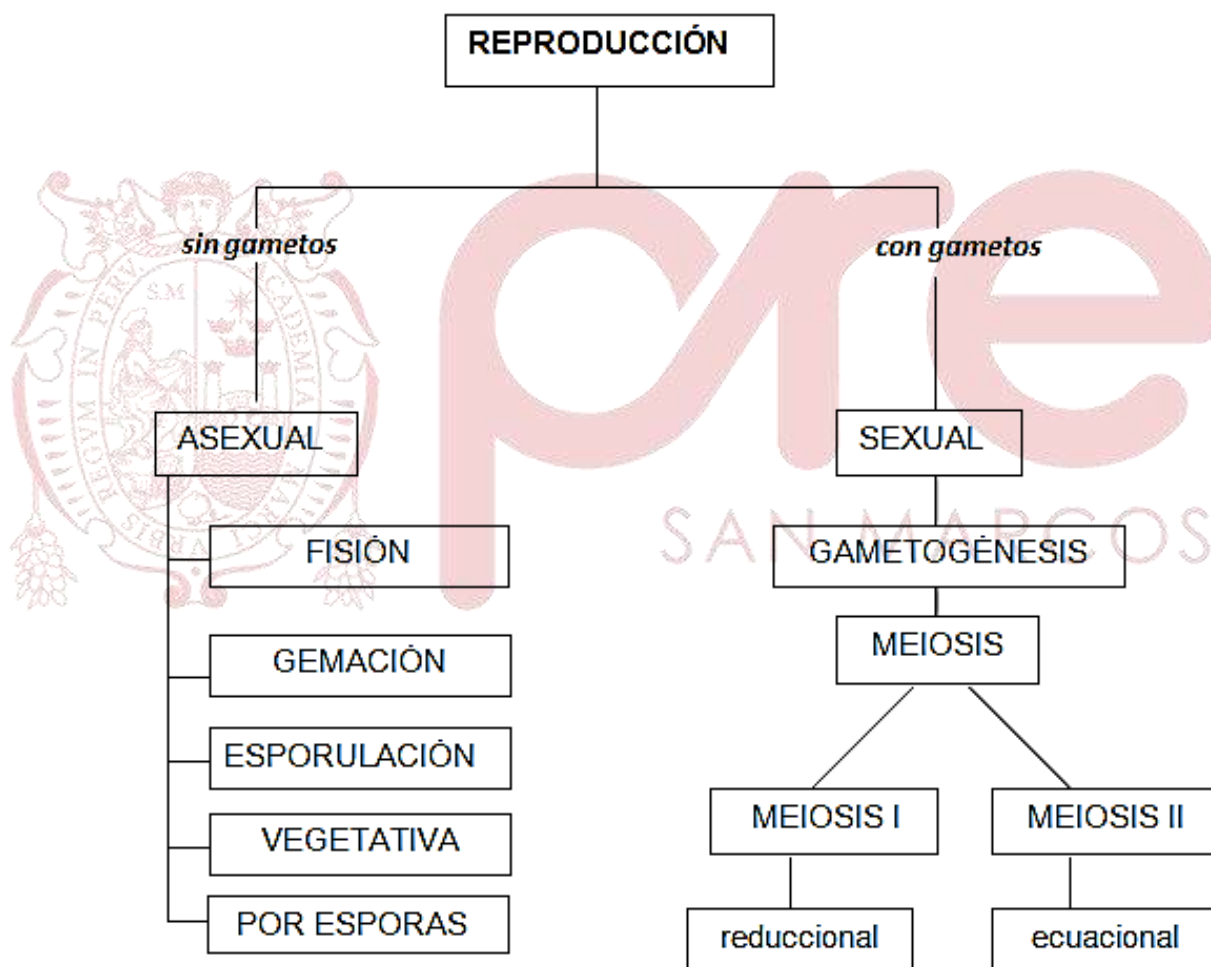 REPRODUCCIÓN
sin gametos
con gametos
ASEXUAL
SEXUAL
FISIÓN
GAMETOGÉNESIS
GEMACIÓN
MEIOSIS
ESPORULACIÓN
VEGETATIVA
MEIOSIS I
MEIOSIS II
POR ESPORAS
reduccional
ecuacional
pre
SAN MARCOS
S.M